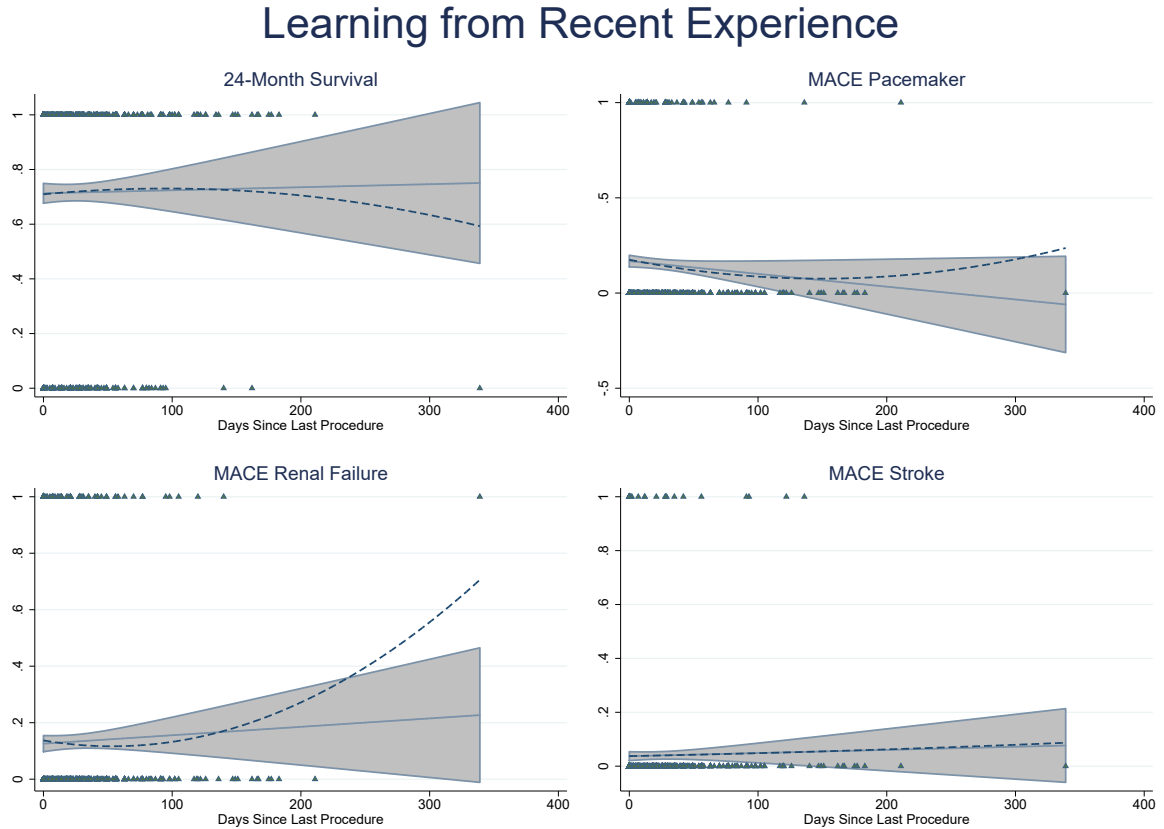 Learning from Recent Experience
24-Month Survival
1
.8
.6
.4
.2
0
0 100 200 300 400
Days Since Last Procedure
MACE Pacemaker
1
.5
0
-.5
0 100 200 300 400
Days Since Last Procedure
MACE Renal Failure
1
.8
.6
.4
.2
0
0 100 200 300 400
Days Since Last Procedure
MACE Stroke
1
.8
.6
.4
.2
0
0 100 200 300 400
Days Since Last Procedure